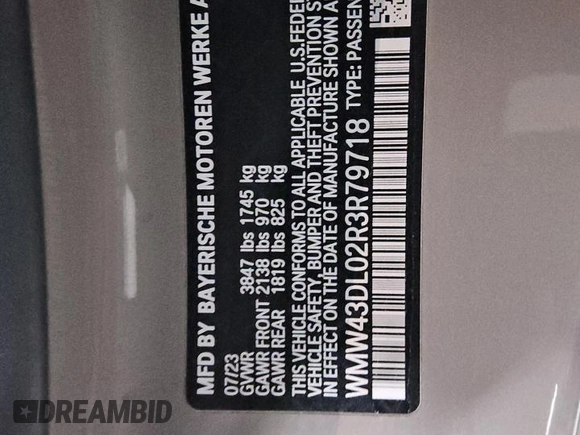 MFD BY BAYERISCHE MOTOREN WERKE A
07/23
GVWR 3847 lbs 1745 kg
GAWR FRONT 2138 lbs 970 kg
GAWR REAR 1819 lbs 825 kg
THIS VEHICLE CONFORMS TO ALL APPLICABLE U.S. FEDE
VEHICLE SAFETY, BUMPER AND THEFT PREVENTION ST
IN EFFECT ON THE DATE OF MANUFACTURE SHOWN A
WMW43DL02R3R79718 TYPE: PASSEN
DREAMBID